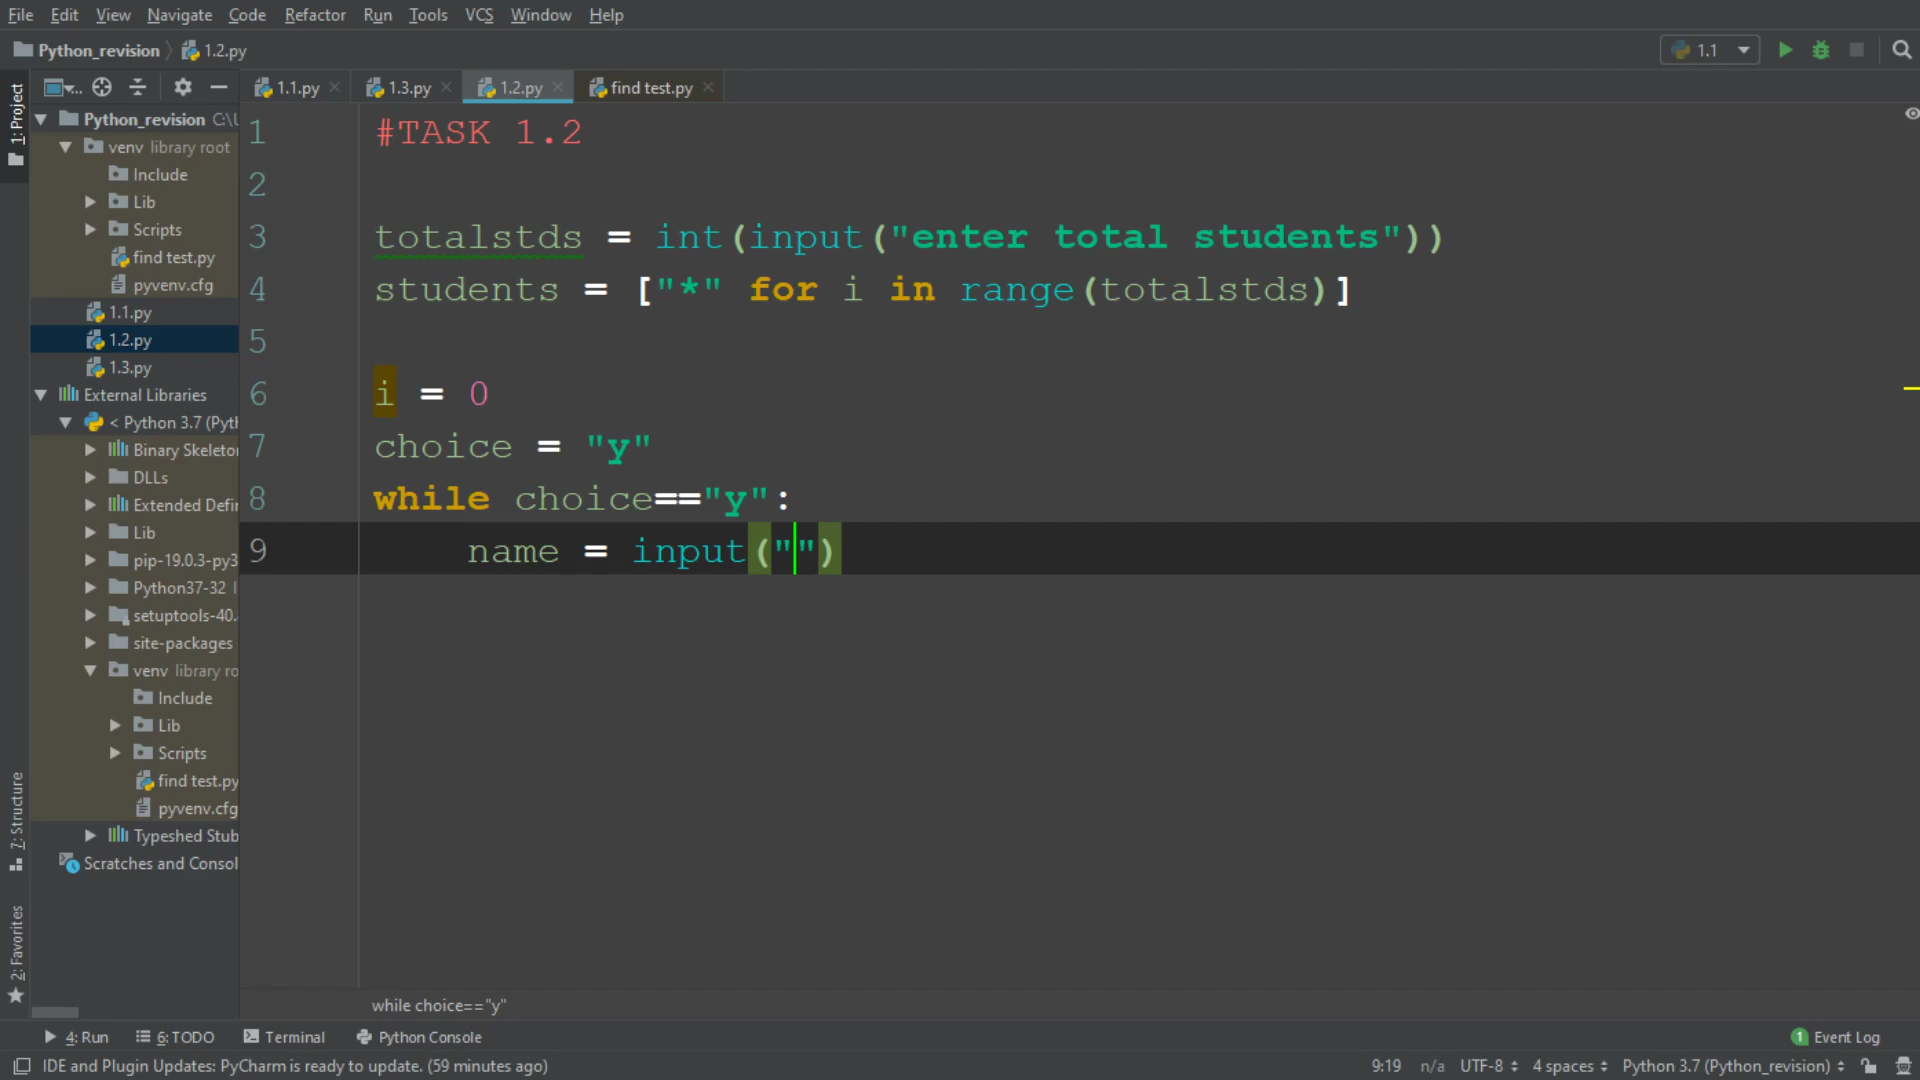 File Edit View Navigate Code Refactor Run Tools VCS Window Help
Python_revision 1.2.py 1.1
1: Project
1.1.py 1.3.py 1.2.py find test.py
Python_revision C:\U
venv library root
Include
Lib
Scripts
find test.py
pyvenv.cfg
1.1.py
1.2.py
1.3.py
External Libraries
< Python 3.7 (Pyth
Binary Skeleton
DLLs
Extended Defin
Lib
pip-19.0.3-py3
Python37-32
setuptools-40.
site-packages
venv library ro
Include
Lib
Scripts
find test.py
pyvenv.cfg
Typeshed Stub
Scratches and Consol
7: Structure
2: Favorites
1 #TASK 1.2
2
3 totalstds = int(input("enter total students"))
4 students = ["*" for i in range(totalstds)]
5
6 i = 0
7 choice = "y"
8 while choice=="y":
9     name = input("")
while choice=="y"
4: Run 6: TODO Terminal Python Console 1 Event Log
IDE and Plugin Updates: PyCharm is ready to update. (59 minutes ago) 9:19 n/a UTF-8 4 spaces Python 3.7 (Python_revision)